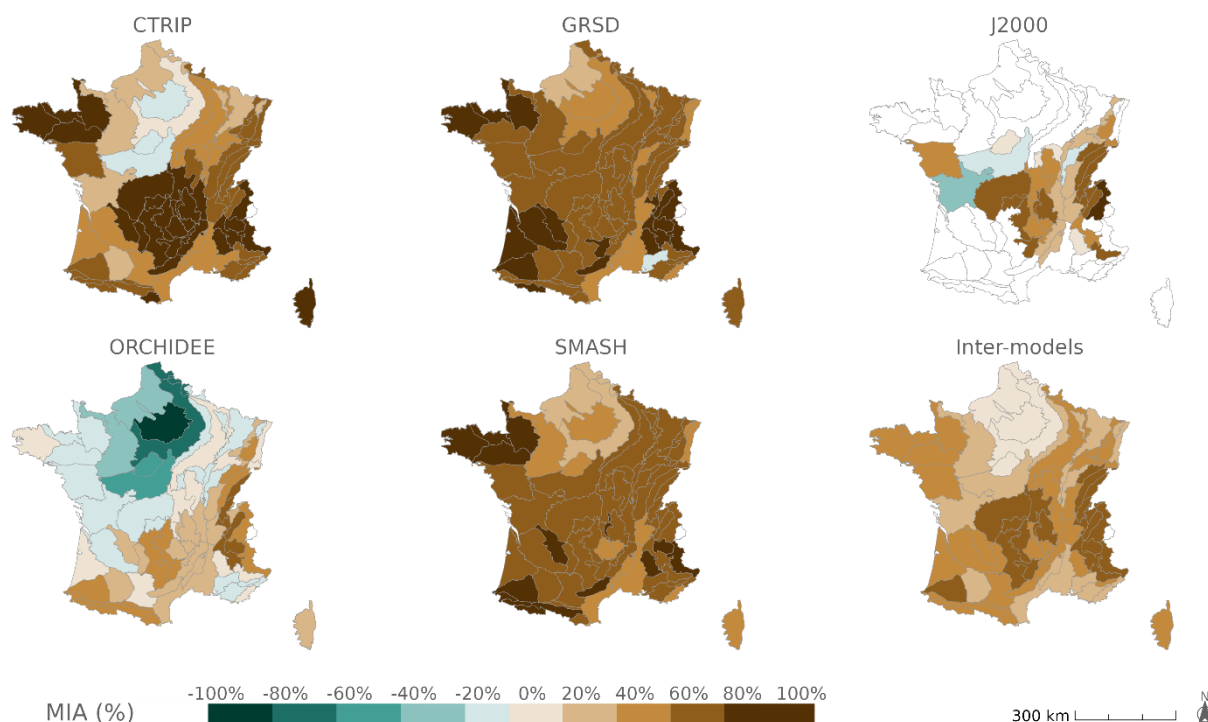 CTRIP GRSD J2000
ORCHIDEE SMASH Inter-models
-100% -80% -60% -40% -20% 0% 20% 40% 60% 80% 100%
MIA (%)
300 km
N